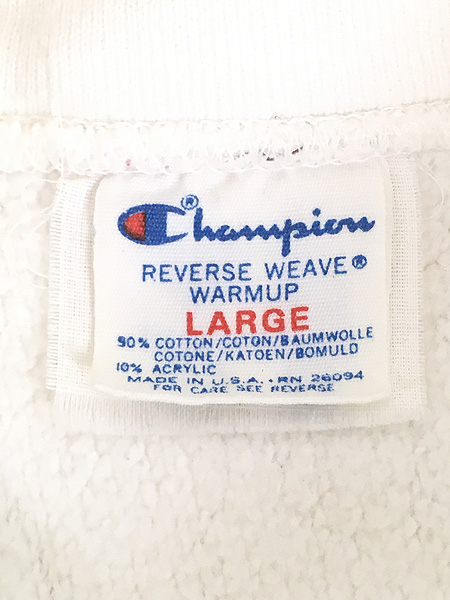 Champion®
REVERSE WEAVE®
WARMUP
LARGE
90% COTTON/COTON/BAUMWOLLE
COTONE/KATOEN/BOMULD
10% ACRYLIC
MADE IN U.S.A. • RN 26094
FOR CARE SEE REVERSE